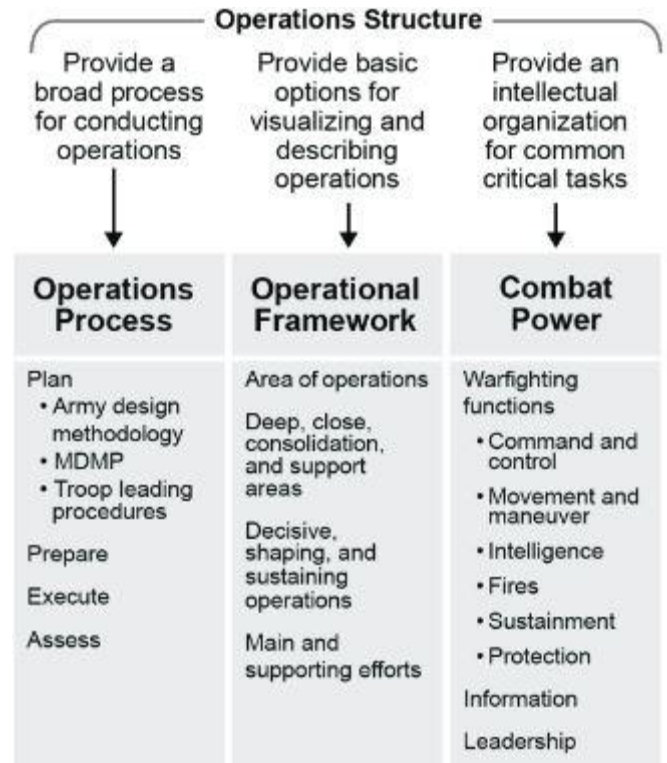 Operations Structure
Provide a
broad process
for conducting
operations
Provide basic
options for
visualizing and
describing
operations
Provide an
intellectual
organization
for common
critical tasks
Operations
Process
Plan
• Army design
methodology
• MDMP
• Troop leading
procedures
Prepare
Execute
Assess
Operational
Framework
Area of operations
Deep, close,
consolidation,
and support
areas
Decisive,
shaping, and
sustaining
operations
Main and
supporting efforts
Combat
Power
Warfighting
functions
• Command and
control
• Movement and
maneuver
• Intelligence
• Fires
• Sustainment
• Protection
Information
Leadership